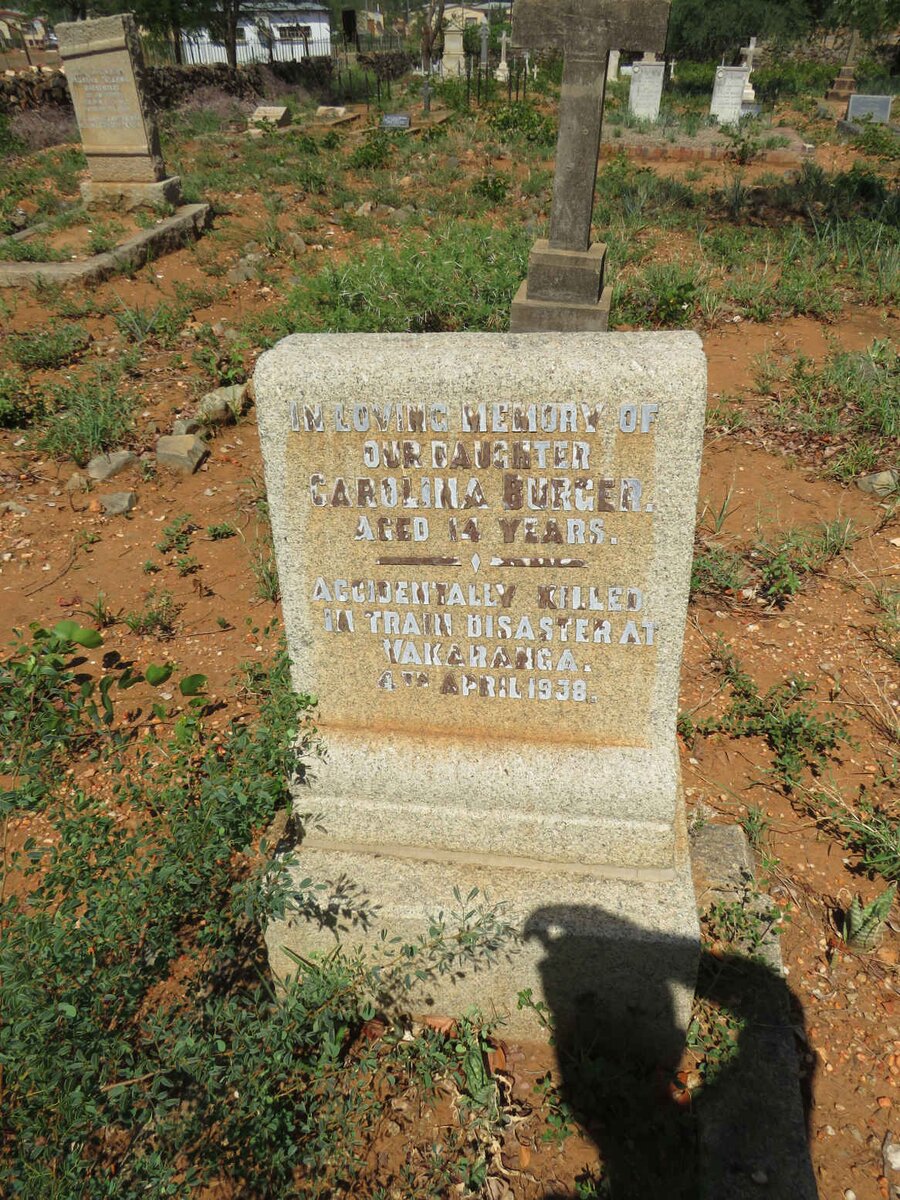 IN LOVING MEMORY OF
OUR DAUGHTER
CAROLINA BURGER.
AGED 14 YEARS.
ACCIDENTALLY KILLED
IN TRAIN DISASTER AT
VAKARANGA.
4TH APRIL 1938.